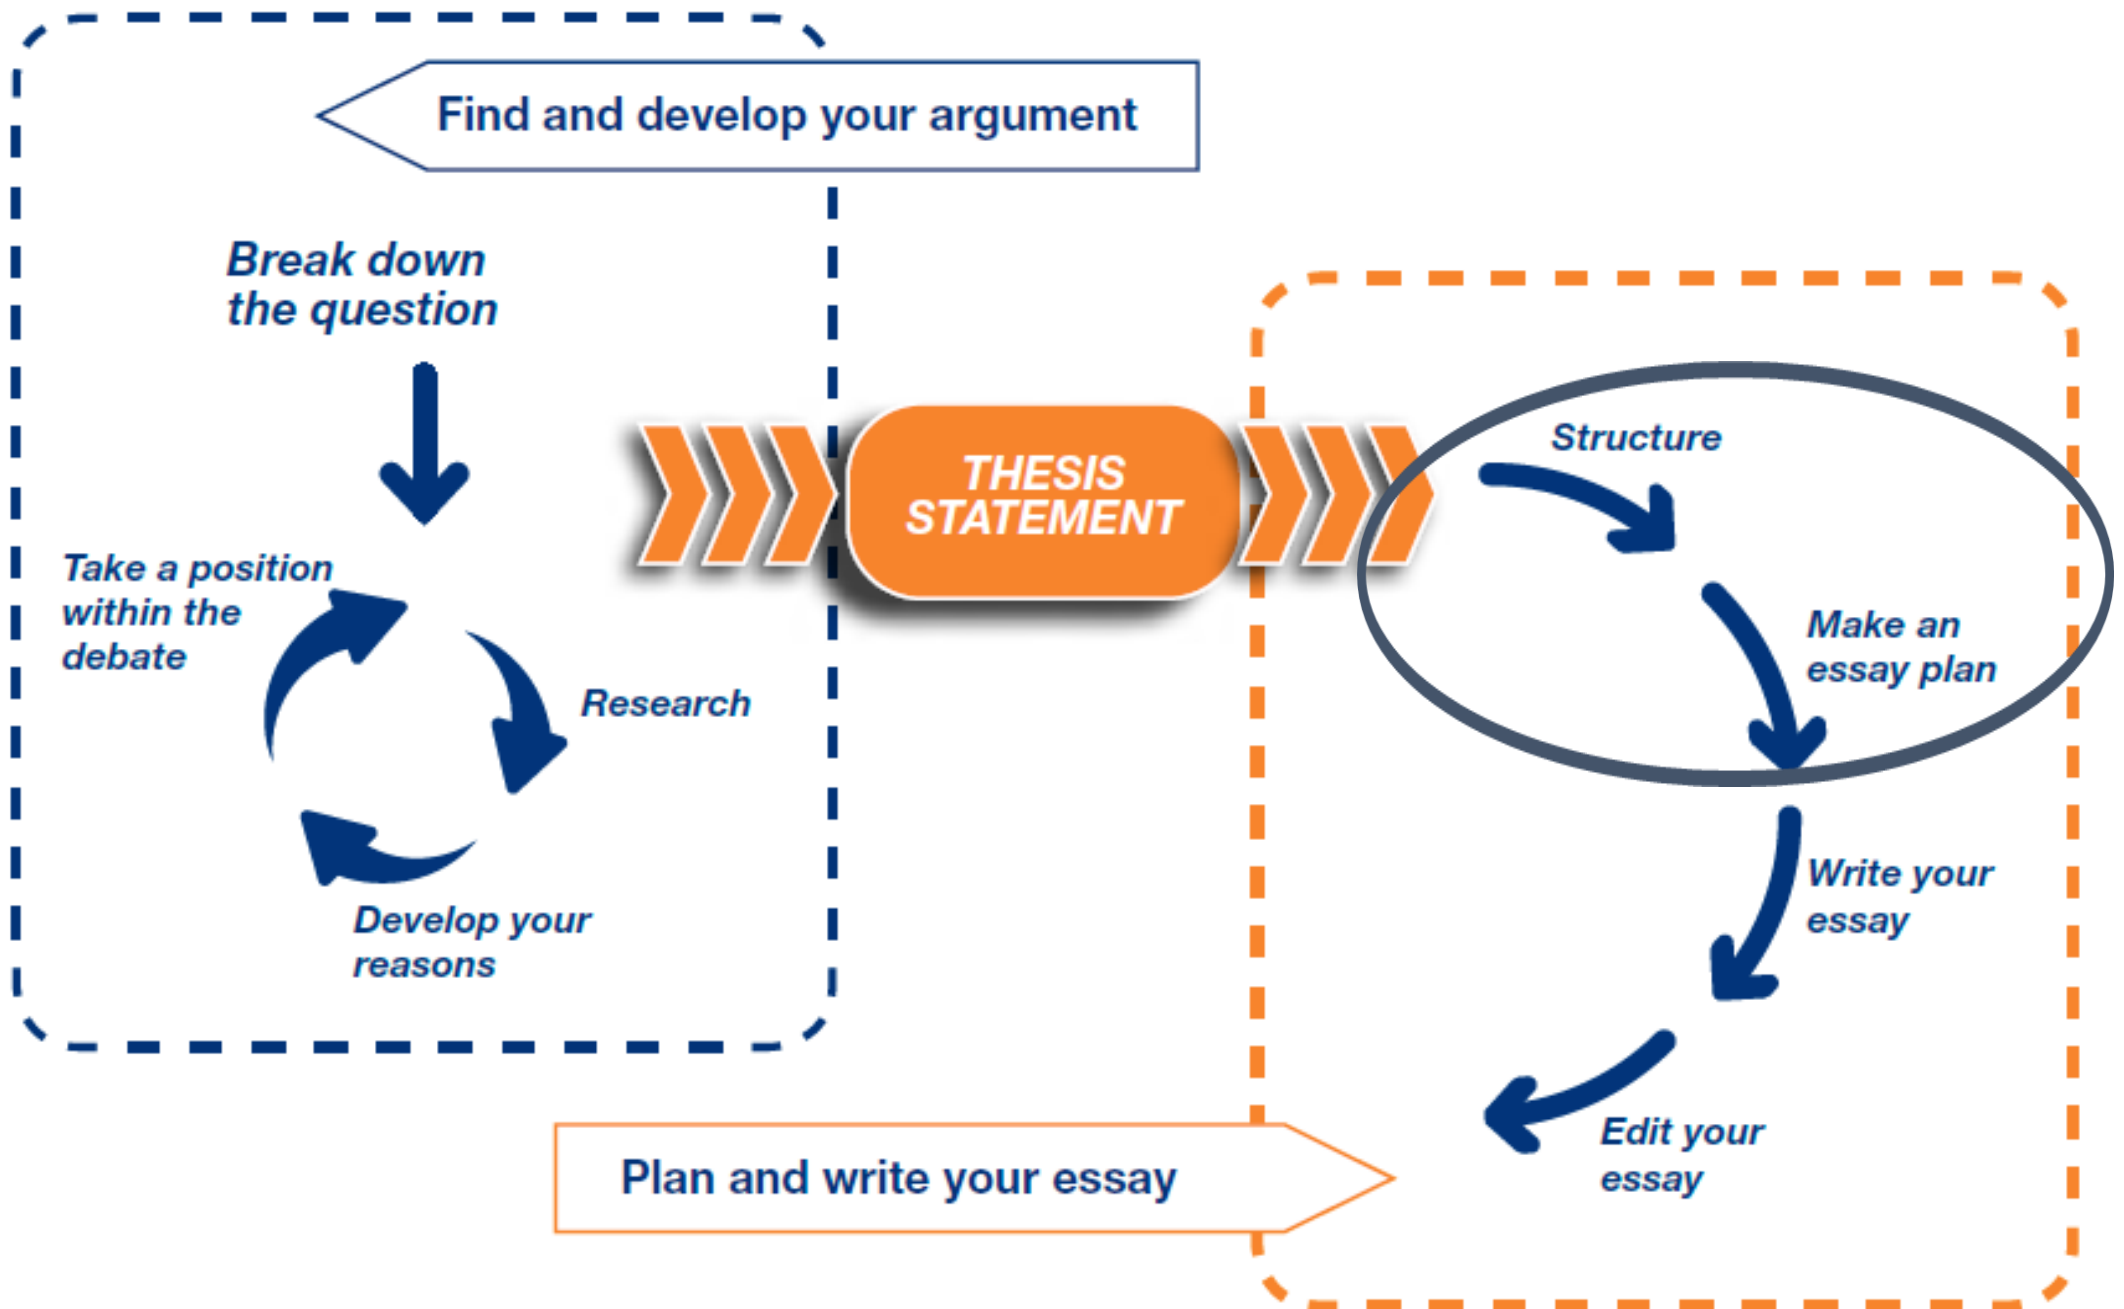 Find and develop your argument
Break down
the question
Take a position
within the
debate
Research
Develop your
reasons
THESIS
STATEMENT
Structure
Make an
essay plan
Write your
essay
Edit your
essay
Plan and write your essay